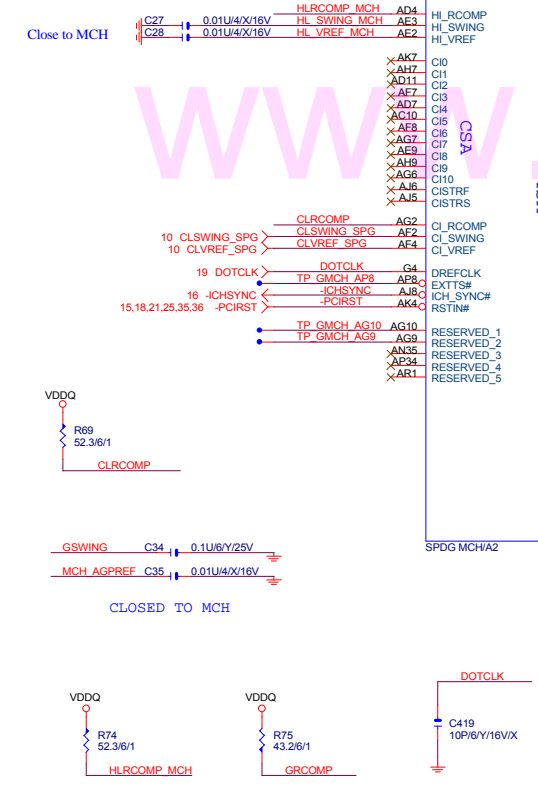 HLRCOMP_MCH AD4 HI_RCOMP
C27 0.01U/4/X/16V HL_SWING_MCH AE3 HI_SWING
Close to MCH C28 0.01U/4/X/16V HL_VREF_MCH AE2 HI_VREF
AK7 CI0
AH7 CI1
AD11 CI2
AF7 CI3
AD7 CI4
AC10 CI5
AF8 CI6
AG7 CI7
AE9 CI8
AH9 CI9
AG6 CI10
AJ6 CISTRF
AJ5 CISTRS
CSA
www.
CLRCOMP AG2 CI_RCOMP
10 CLSWING_SPG CLSWING_SPG AF2 CI_SWING
10 CLVREF_SPG CLVREF_SPG AF4 CI_VREF
19 DOTCLK DOTCLK G4 DREFCLK
TP_GMCH_AP8 AP8 EXTTS#
16 -ICHSYNC -ICHSYNC AJ8 ICH_SYNC#
15,18,21,25,35,36 -PCIRST -PCIRST AK4 RSTIN#
TP_GMCH_AG10 AG10 RESERVED_1
TP_GMCH_AG9 AG9 RESERVED_2
AN35 RESERVED_3
AP34 RESERVED_4
AR1 RESERVED_5
VDDQ
R69
52.3/6/1
CLRCOMP
GSWING C34 0.1U/6/Y/25V
SPDG MCH/A2
MCH_AGPREF C35 0.01U/4/X/16V
CLOSED TO MCH
VDDQ
R74
52.3/6/1
HLRCOMP_MCH
VDDQ
R75
43.2/6/1
GRCOMP
DOTCLK
C419
10P/6/Y/16V/X